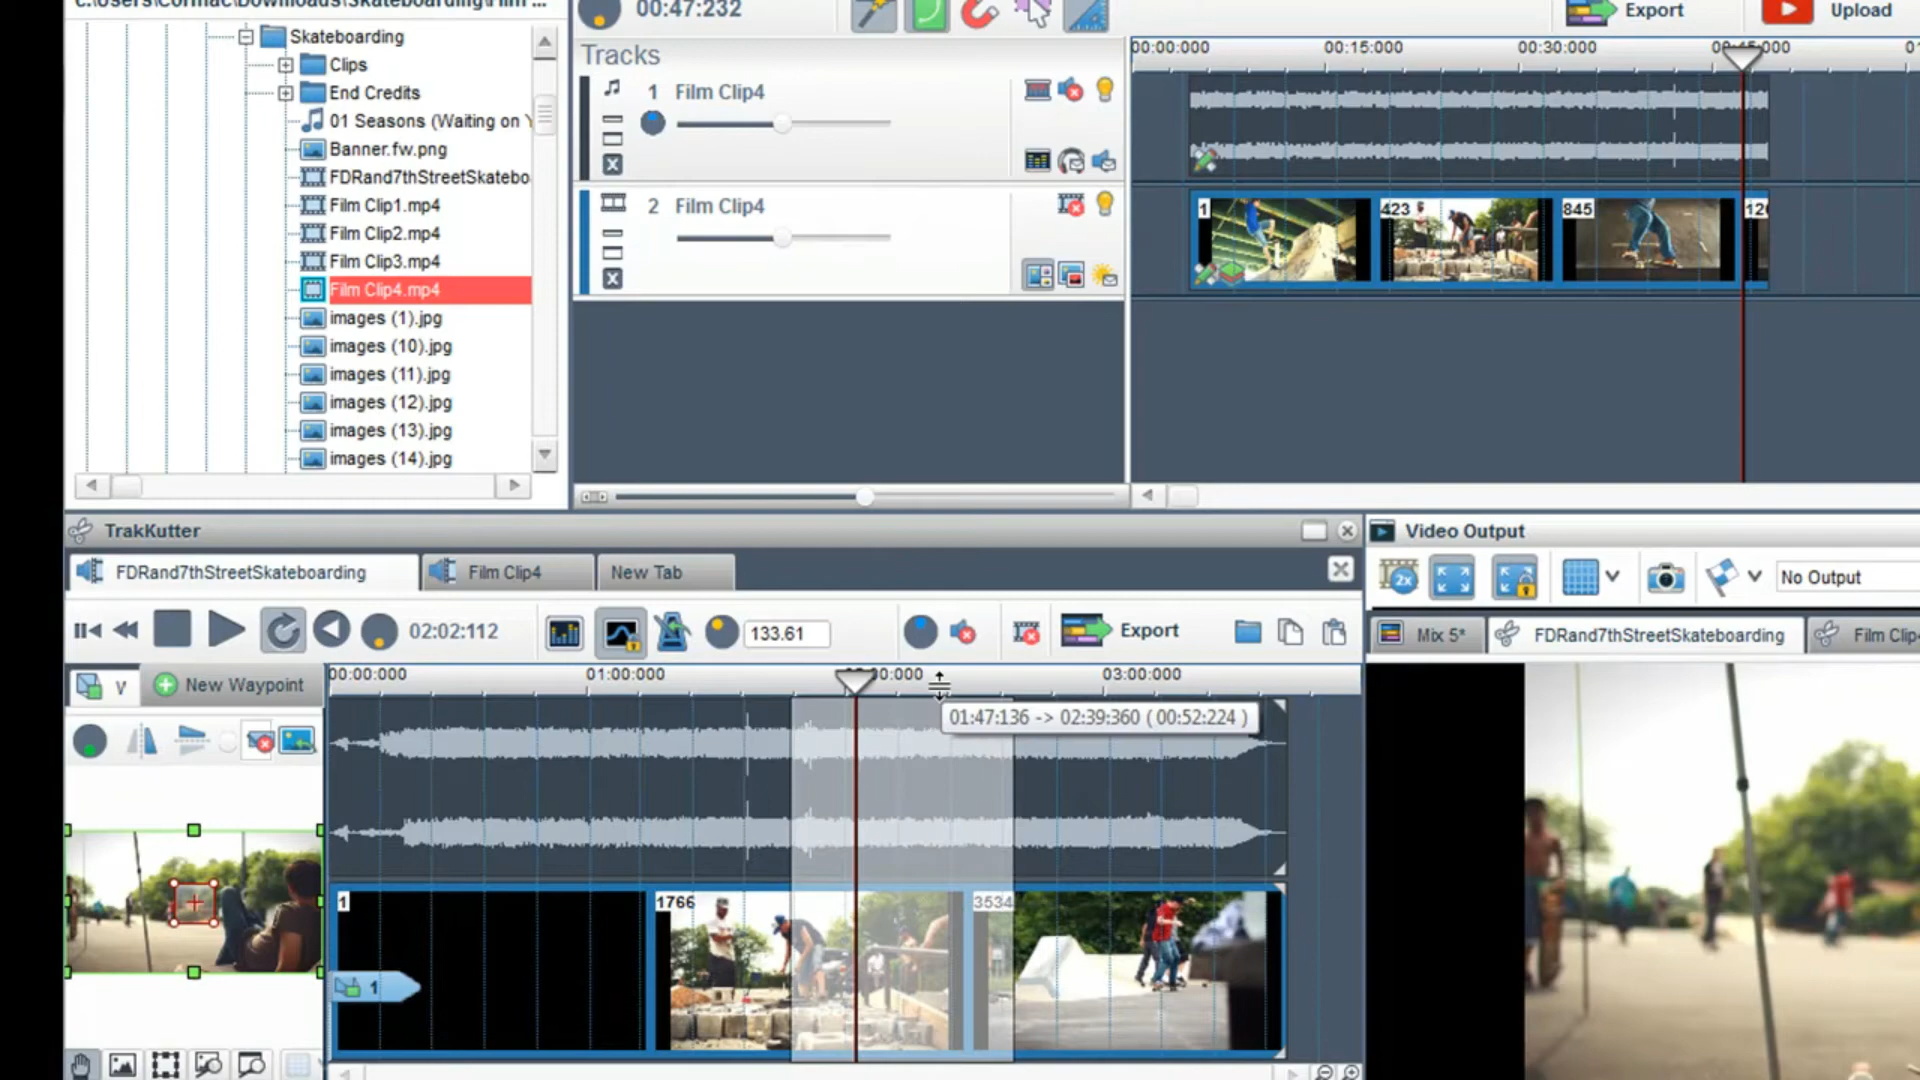 c:\Users\Cormac\Downloads\Skateboarding\Film ...
Skateboarding
Clips
End Credits
01 Seasons (Waiting on Y
Banner.fw.png
FDRand7thStreetSkatebo
Film Clip1.mp4
Film Clip2.mp4
Film Clip3.mp4
Film Clip4.mp4
images (1).jpg
images (10).jpg
images (11).jpg
images (12).jpg
images (13).jpg
images (14).jpg
00:47:232
Export
Upload
Tracks
1 Film Clip4
2 Film Clip4
00:00:000 00:15:000 00:30:000 00:45:000
1 423 845
TrakKutter
FDRand7thStreetSkateboarding
Film Clip4
New Tab
02:02:112
133.61
Export
V
New Waypoint
00:00:000 01:00:000 03:00:000
01:47:136 -> 02:39:360 ( 00:52:224 )
1 1766 3534
1
Video Output
2x
No Output
Mix 5*
FDRand7thStreetSkateboarding
Film Clip